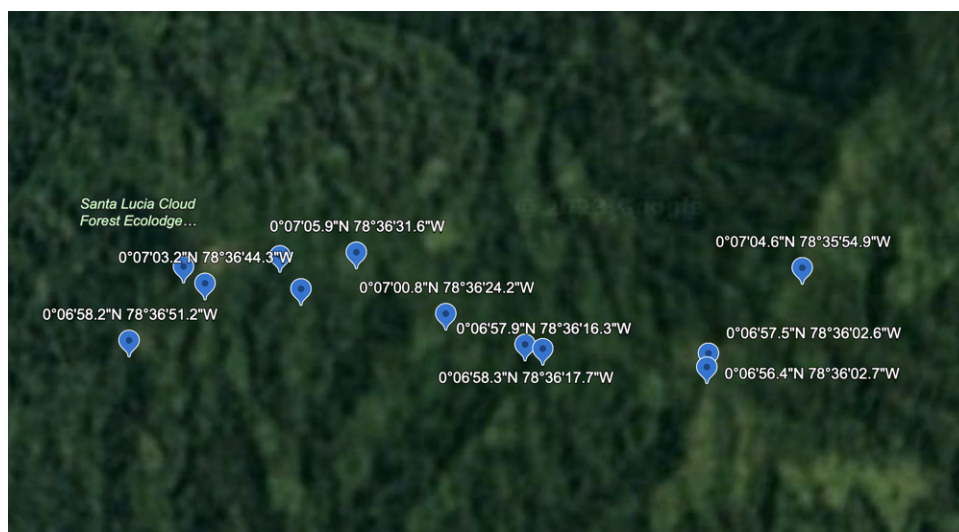 Santa Lucia Cloud
Forest Ecolodge...
0°07'05.9"N 78°36'31.6"W
0°07'04.6"N 78°35'54.9"W
0°07'03.2"N 78°36'44.3"W
0°07'00.8"N 78°36'24.2"W
0°06'58.2"N 78°36'51.2"W
0°06'57.9"N 78°36'16.3"W
0°06'57.5"N 78°36'02.6"W
0°06'58.3"N 78°36'17.7"W
0°06'56.4"N 78°36'02.7"W